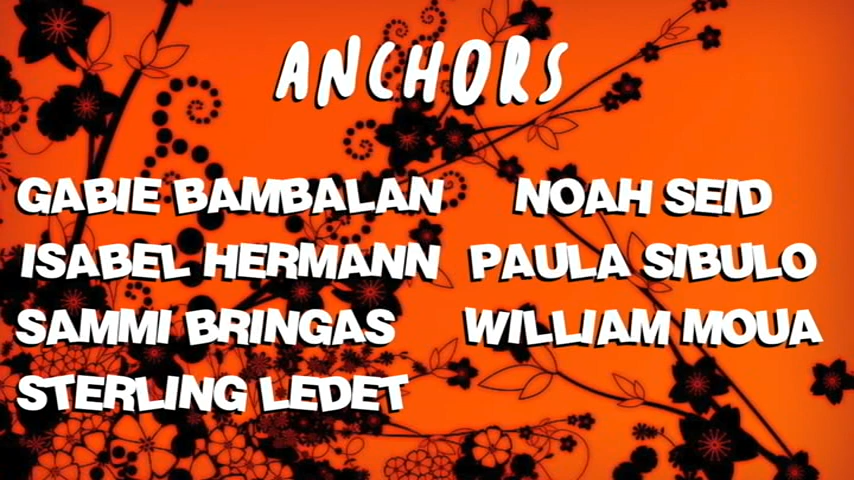 ANCHORS
GABIE BAMBALAN
ISABEL HERMANN
SAMMI BRINGAS
STERLING LEDET
NOAH SEID
PAULA SIBULO
WILLIAM MOUA